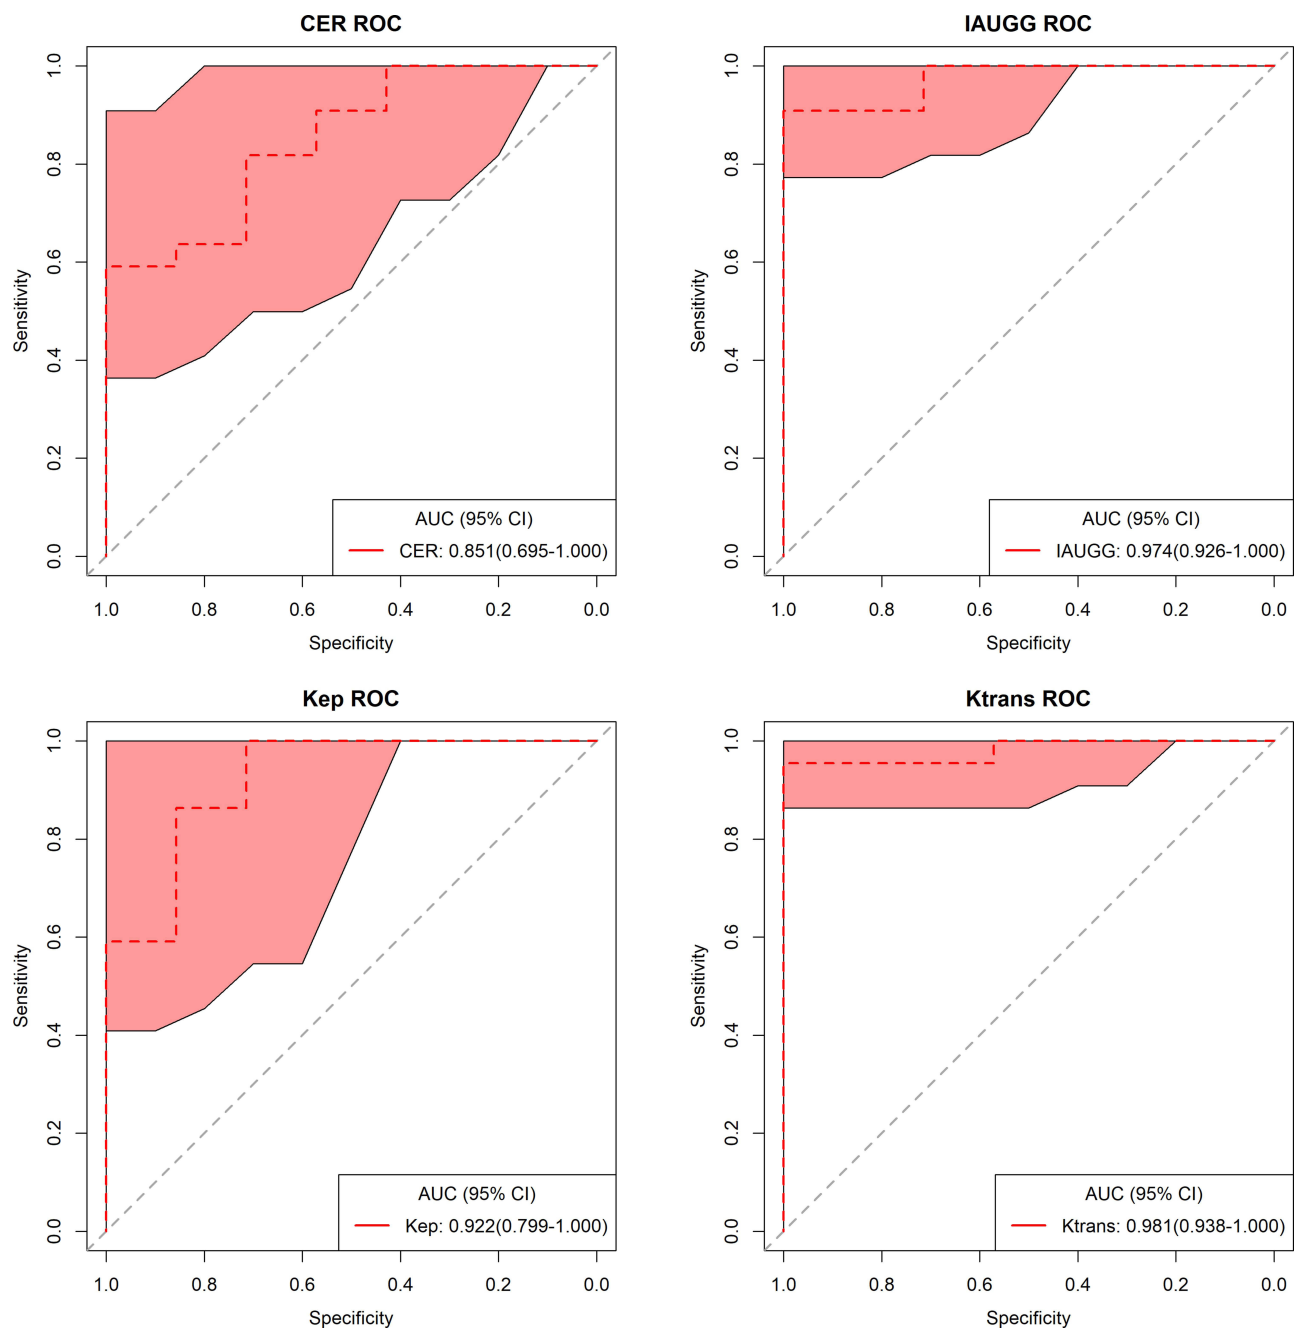 CER ROC
1.0
0.8
0.6
0.4
0.2
0.0
Sensitivity
AUC (95% CI)
CER: 0.851(0.695-1.000)
1.0 0.8 0.6 0.4 0.2 0.0
Specificity
IAUGG ROC
1.0
0.8
0.6
0.4
0.2
0.0
Sensitivity
AUC (95% CI)
IAUGG: 0.974(0.926-1.000)
1.0 0.8 0.6 0.4 0.2 0.0
Specificity
Kep ROC
1.0
0.8
0.6
0.4
0.2
0.0
Sensitivity
AUC (95% CI)
Kep: 0.922(0.799-1.000)
1.0 0.8 0.6 0.4 0.2 0.0
Specificity
Ktrans ROC
1.0
0.8
0.6
0.4
0.2
0.0
Sensitivity
AUC (95% CI)
Ktrans: 0.981(0.938-1.000)
1.0 0.8 0.6 0.4 0.2 0.0
Specificity